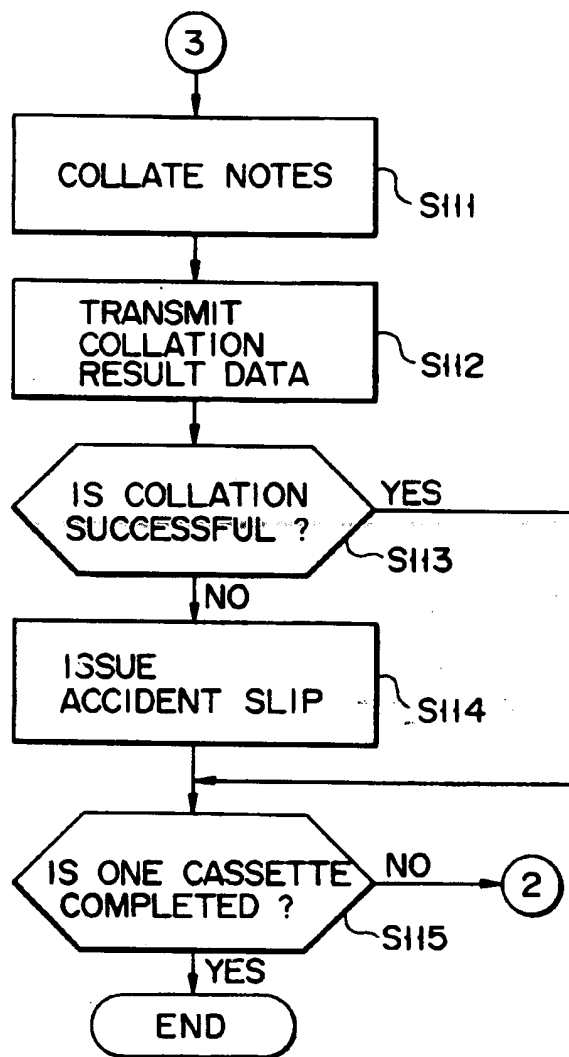 3
COLLATE NOTES
S111
TRANSMIT
COLLATION
RESULT DATA
S112
IS COLLATION
SUCCESSFUL ?
YES
S113
NO
ISSUE
ACCIDENT SLIP
S114
IS ONE CASSETTE
COMPLETED ?
NO
2
S115
YES
END